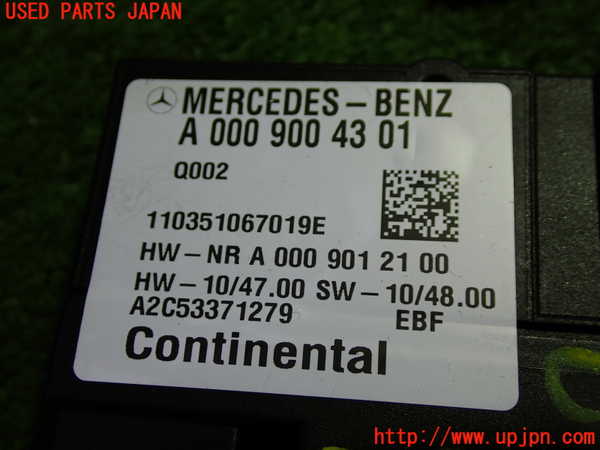 USED PARTS JAPAN
MERCEDES-BENZ
A 000 900 43 01
Q002
110351067019E
HW-NR A 000 901 21 00
HW-10/47.00 SW-10/48.00
A2C53371279 EBF
Continental
http://www.upjpn.com/